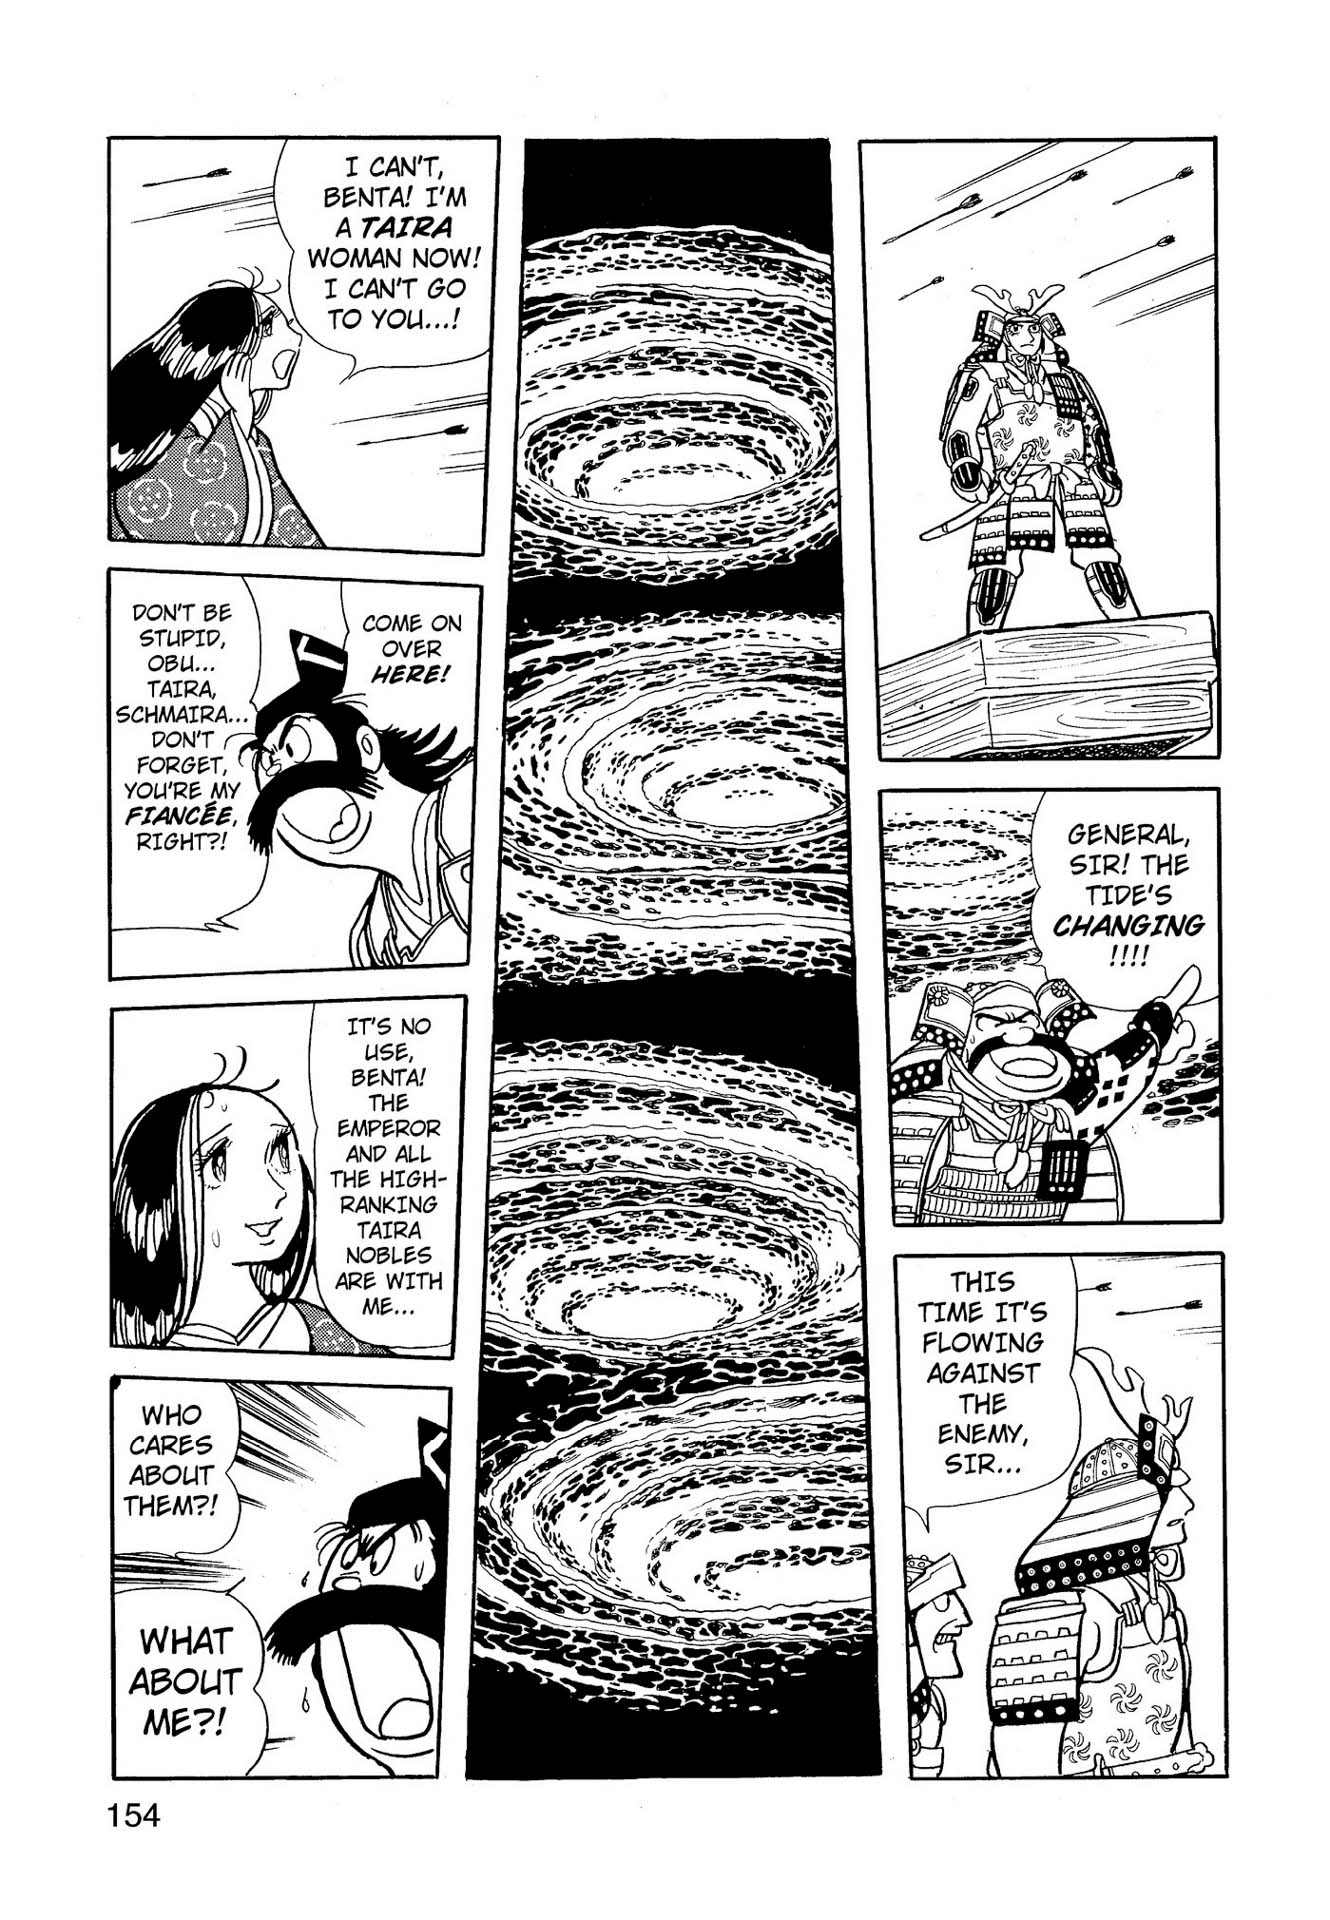 GENERAL,
SIR! THE
TIDE'S
CHANGING
!!!!
THIS
TIME IT'S
FLOWING
AGAINST
THE
ENEMY,
SIR...
I CAN'T,
BENTA! I'M
A TAIRA
WOMAN NOW!
I CAN'T GO
TO YOU...!
COME ON
OVER
HERE!
DON'T BE
STUPID,
OBU...
TAIRA,
SCHMAIRA...
DON'T
FORGET,
YOU'RE MY
FIANCÉE,
RIGHT?!
IT'S NO
USE,
BENTA!
THE
EMPEROR
AND ALL
THE HIGH-
RANKING
TAIRA
NOBLES
ARE WITH
ME...
WHO
CARES
ABOUT
THEM?!
WHAT
ABOUT
ME?!
154